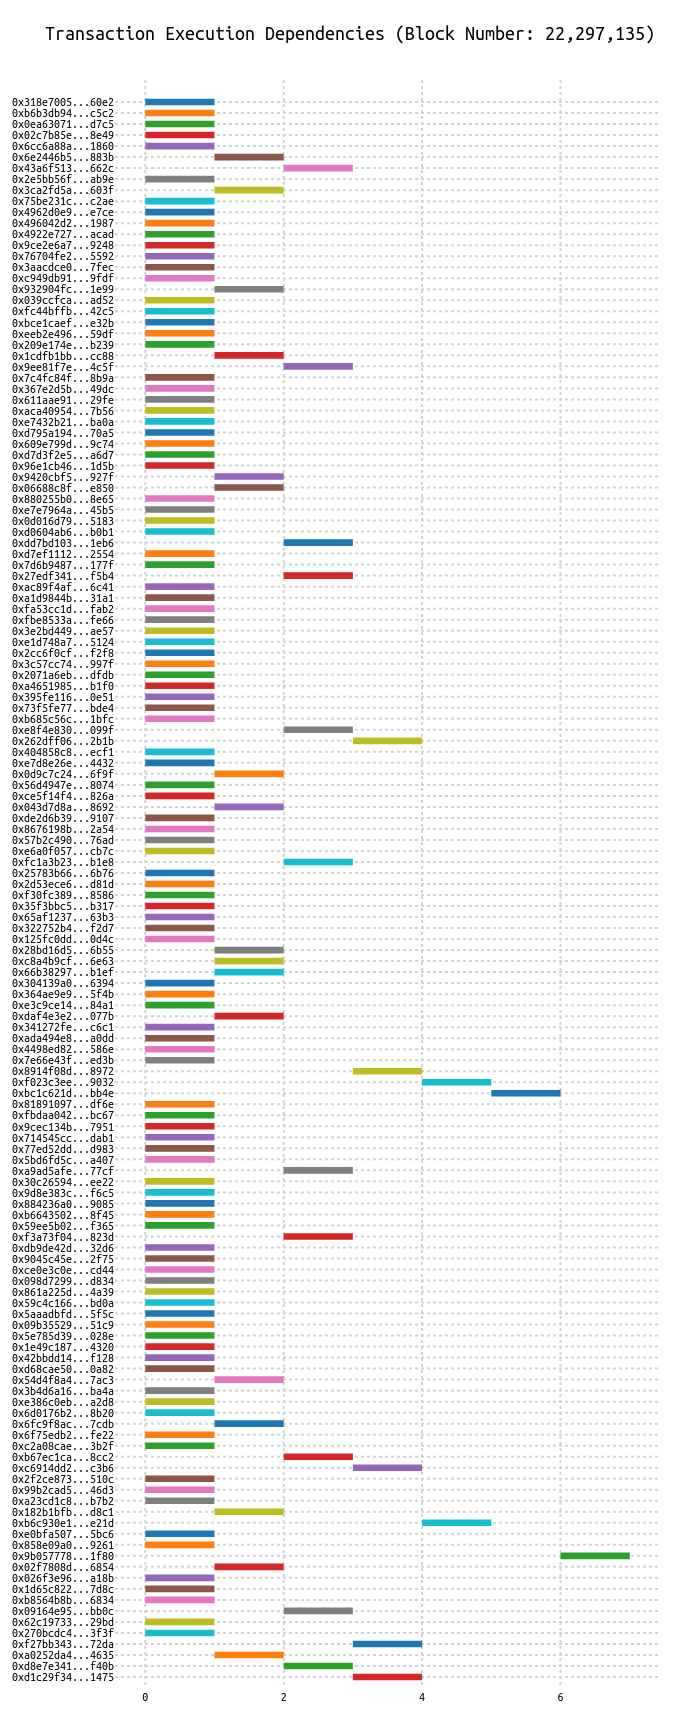 Transaction Execution Dependencies (Block Number: 22,297,135)
0x318e7005...60e2
0xb6b3db94...c5c2
0x0ea63071...d7c5
0x02c7b85e...8e49
0x6cc6a88a...1860
0x6e2446b5...883b
0x43a6f513...662c
0x2e5bb56f...ab9e
0x3ca2fd5a...603f
0x75be231c...c2ae
0x4962d0e9...e7ce
0x496042d2...1987
0x4922e727...acad
0x9ce2e6a7...9248
0x76704fe2...5592
0x3aacdce0...7fec
0xc949db91...9fdf
0x932904fc...1e99
0x039ccfca...ad52
0xfc44bffb...42c5
0xbce1caef...e32b
0xeeb2e496...59df
0x209e174e...b239
0x1cdfb1bb...cc88
0x9ee81f7e...4c5f
0x7c4fc84f...8b9a
0x367e2d5b...49dc
0x611aae91...29fe
0xaca40954...7b56
0xe7432b21...ba0a
0xd795a194...70a5
0x609e799d...9c74
0xd7d3f2e5...a6d7
0x96e1cb46...1d5b
0x9420cbf5...927f
0x06688c8f...e850
0x880255b0...8e65
0xe7e7964a...45b5
0x0d016d79...5183
0xd0604ab6...b0b1
0xdd7bd103...1eb6
0xd7ef1112...2554
0x7d6b9487...177f
0x27edf341...f5b4
0xac89f4af...6c41
0xa1d9844b...31a1
0xfa53cc1d...fab2
0xfbe8533a...fe66
0x3e2bd449...ae57
0xe1d748a7...5124
0x2cc6f0cf...f2f8
0x3c57cc74...997f
0x2071a6eb...dfdb
0xa4651985...b1f0
0x395fe116...0e51
0x73f5fe77...bde4
0xb685c56c...1bfc
0xe8f4e830...099f
0x262dff06...2b1b
0x404858c8...ecf1
0xe7d8e26e...4432
0x0d9c7c24...6f9f
0x56d4947e...8074
0xce5f14f4...826a
0x043d7d8a...8692
0xde2d6b39...9107
0x8676198b...2a54
0x57b2c490...76ad
0xe6a0f057...cb7c
0xfc1a3b23...b1e8
0x25783b66...6b76
0x2d53ece6...d81d
0xf30fc389...8586
0x35f3bbc5...b317
0x65af1237...63b3
0x322752b4...f2d7
0x125fc0dd...0d4c
0x28bd16d5...6b55
0xc8a4b9cf...6e63
0x66b38297...b1ef
0x304139a0...6394
0x364ae9e9...5f4b
0xe3c9ce14...84a1
0xdaf4e3e2...077b
0x341272fe...c6c1
0xada494e8...a0dd
0x4498ed82...586e
0x7e66e43f...ed3b
0x8914f08d...8972
0xf023c3ee...9032
0xbc1c621d...bb4e
0x81891097...df6e
0xfbdaa042...bc67
0x9cec134b...7951
0x714545cc...dab1
0x77ed52dd...d983
0x5bd6fd5c...a407
0xa9ad5afe...77cf
0x30c26594...ee22
0x9d8e383c...f6c5
0x884236a0...9085
0xb6643502...8f45
0x59ee5b02...f365
0xf3a73f04...823d
0xdb9de42d...32d6
0x9045c45e...2f75
0xce0e3c0e...cd44
0x098d7299...d834
0x861a225d...4a39
0x59c4c166...bd0a
0x5aaadbfd...5f5c
0x09b35529...51c9
0x5e785d39...028e
0x1e49c187...4320
0x42bbdd14...f128
0xd68cae50...0a82
0x54d4f8a4...7ac3
0x3b4d6a16...ba4a
0xe386c0eb...a2d8
0x6d0176b2...8b20
0x6fc9f8ac...7cdb
0x6f75edb2...fe22
0xc2a08cae...3b2f
0xb67ec1ca...8cc2
0xc6914dd2...c3b6
0x2f2ce873...510c
0x99b2cad5...46d3
0xa23cd1c8...b7b2
0x182b1bfb...d8c1
0xb6c930e1...e21d
0xe0bfa507...5bc6
0x858e09a0...9261
0x9b057778...1f80
0x02f7808d...6854
0x026f3e96...a18b
0x1d65c822...7d8c
0xb8564b8b...6834
0x09164e95...bb0c
0x62c19733...29bd
0x270bcdc4...3f3f
0xf27bb343...72da
0xa0252da4...4635
0xd8e7e341...f40b
0xd1c29f34...1475
0 2 4 6